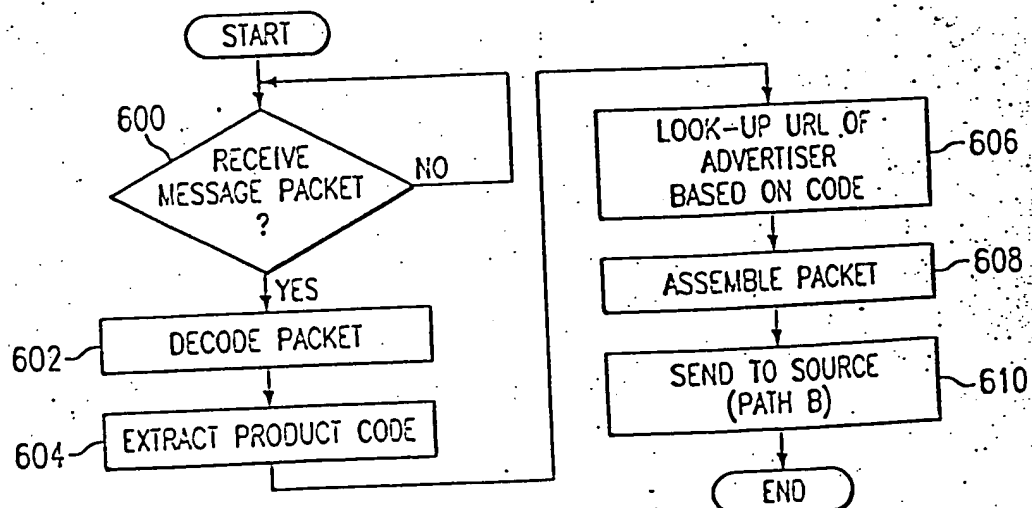 START
600
RECEIVE
MESSAGE PACKET
?
NO
YES
602
DECODE PACKET
604
EXTRACT PRODUCT CODE
LOOK-UP URL OF
ADVERTISER
BASED ON CODE
606
ASSEMBLE PACKET
608
SEND TO SOURCE
(PATH B)
610
END